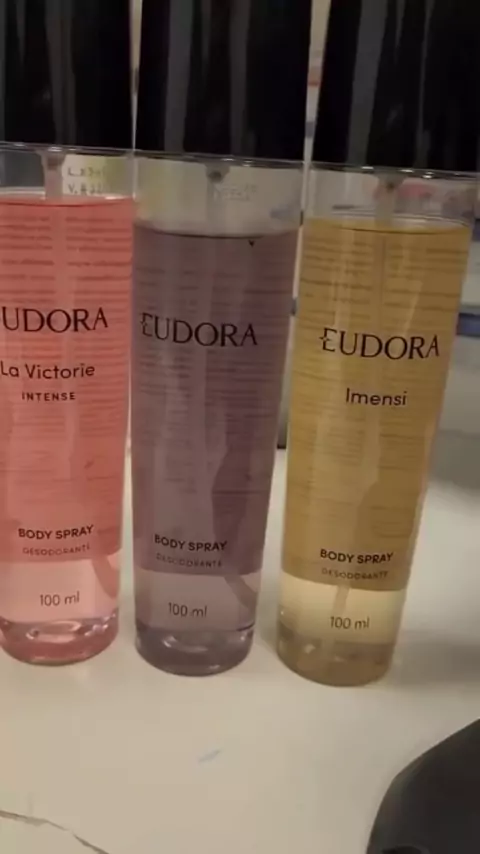 UDORA
La Victorie
INTENSE
BODY SPRAY
DESODORANTE
100 ml
EUDORA
BODY SPRAY
DESODORANTE
100 ml
EUDORA
Imensi
BODY SPRAY
DESODORANTE
100 ml